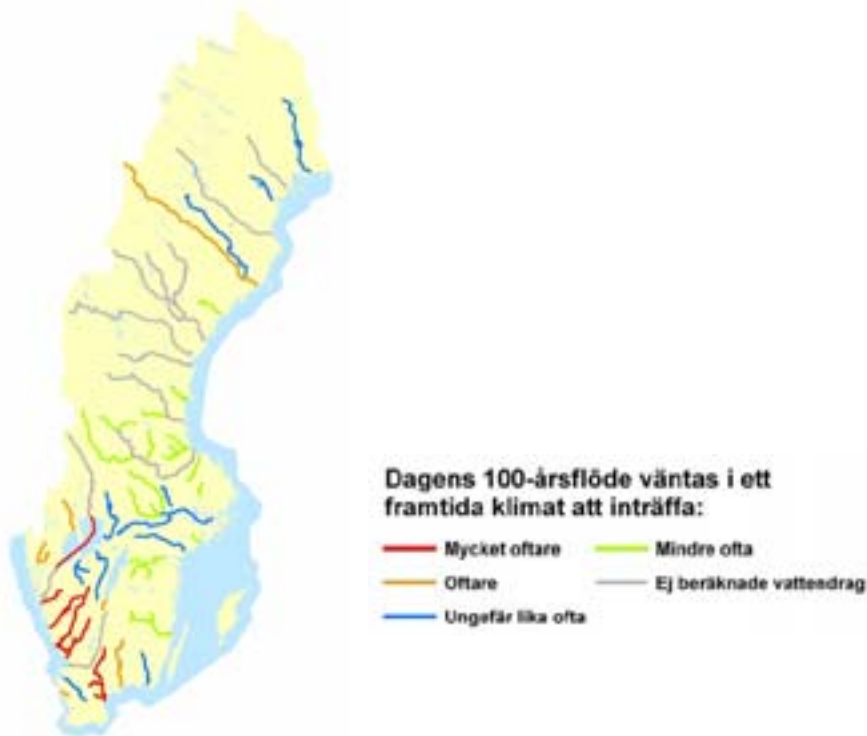 Dagens 100-årsflöde väntas i ett
framtida klimat att inträffa:
Mycket oftare
Mindre ofta
Oftare
Ej beräknade vattendrag
Ungefär lika ofta